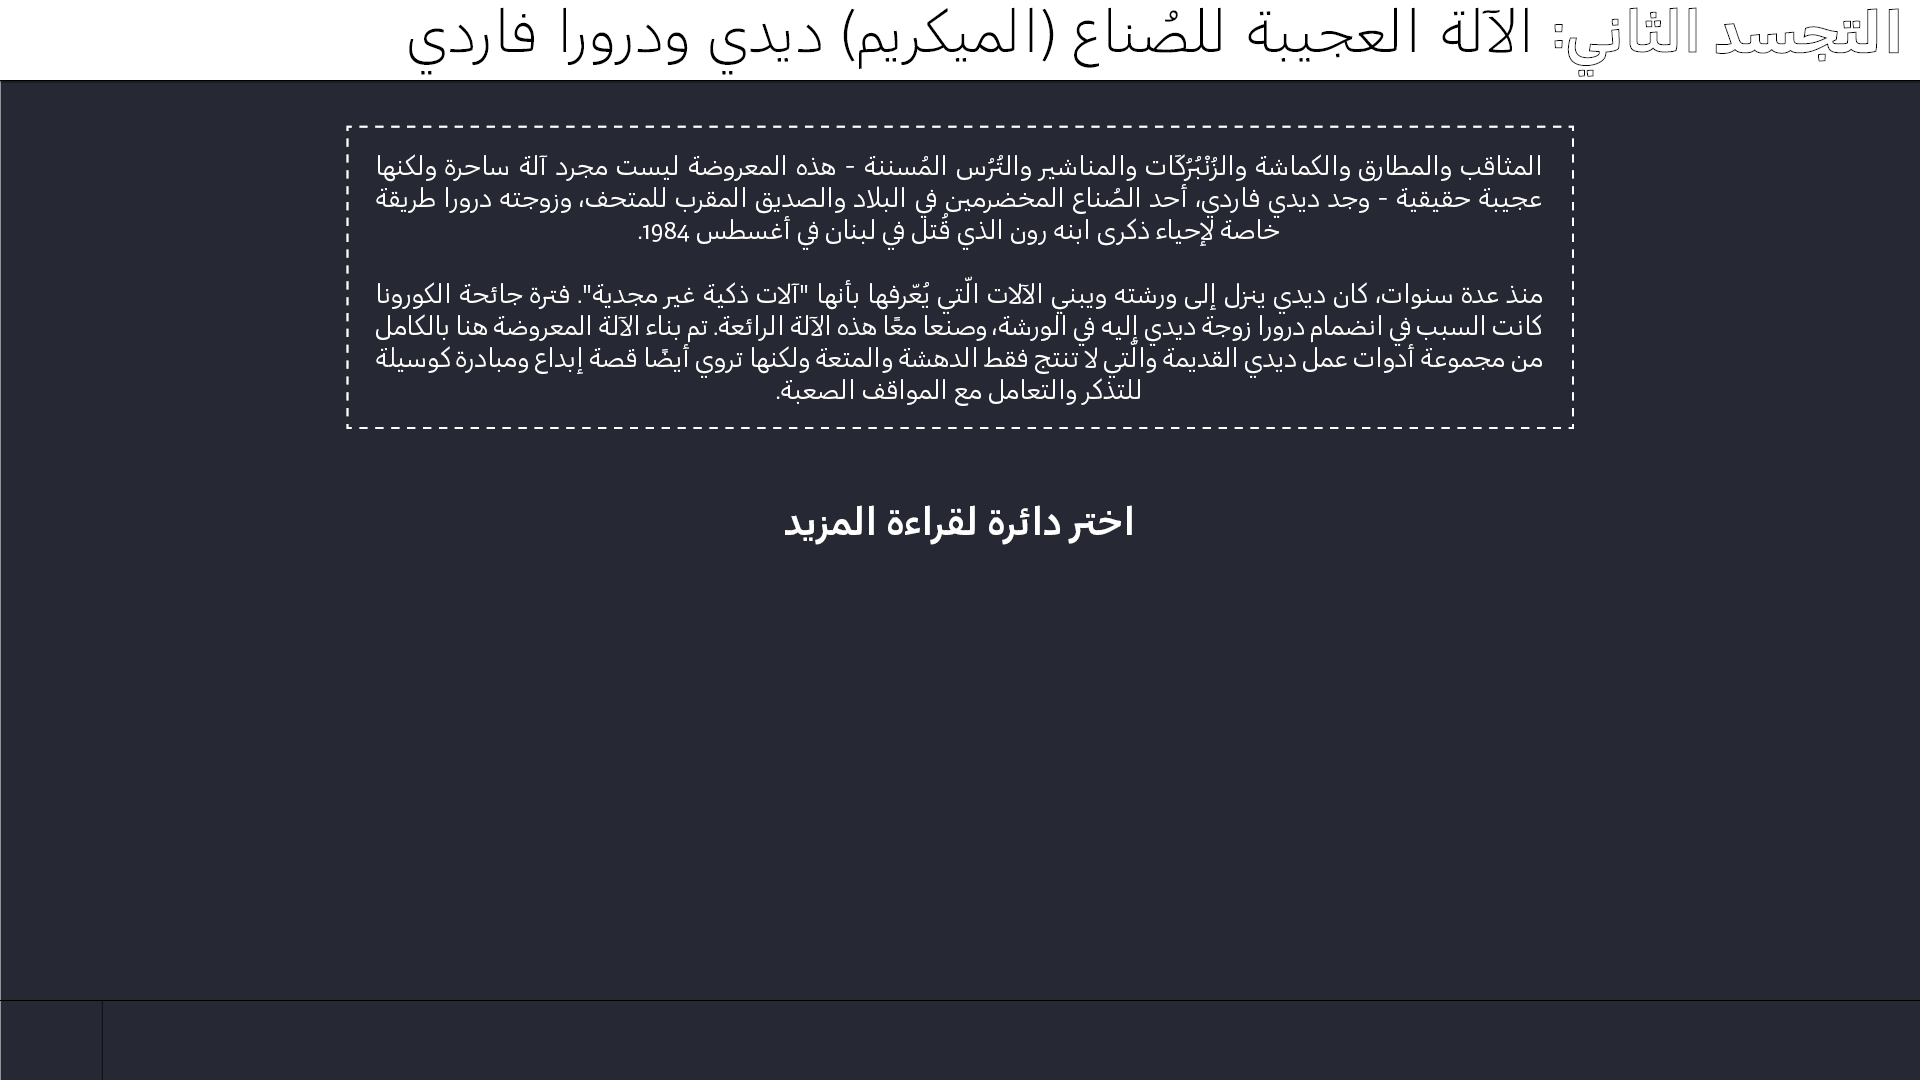 التجسد الثاني: الآلة العجيبة للصُناع (الميكريم) ديدي ودرورا فاردي
المثاقب والمطارق والكماشة والزُنْبُرُكَات والمناشير والتُرُس المُسننة - هذه المعروضة ليست مجرد آلة ساحرة ولكنها
عجيبة حقيقية - وجد ديدي فاردي، أحد الصُناع المخضرمين في البلاد والصديق المقرب للمتحف، وزوجته درورا طريقة
خاصة لإحياء ذكرى ابنه رون الذي قُتل في لبنان في أغسطس 1984.
منذ عدة سنوات، كان ديدي ينزل إلى ورشته ويبني الآلات الّتي يُعّرفها بأنها "آلات ذكية غير مجدية". فترة جائحة الكورونا
كانت السبب في انضمام درورا زوجة ديدي إليه في الورشة، وصنعا معًا هذه الآلة الرائعة. تم بناء الآلة المعروضة هنا بالكامل
من مجموعة أدوات عمل ديدي القديمة والّتي لا تنتج فقط الدهشة والمتعة ولكنها تروي أيضًا قصة إبداع ومبادرة كوسيلة
للتذكر والتعامل مع المواقف الصعبة.
اختر دائرة لقراءة المزيد